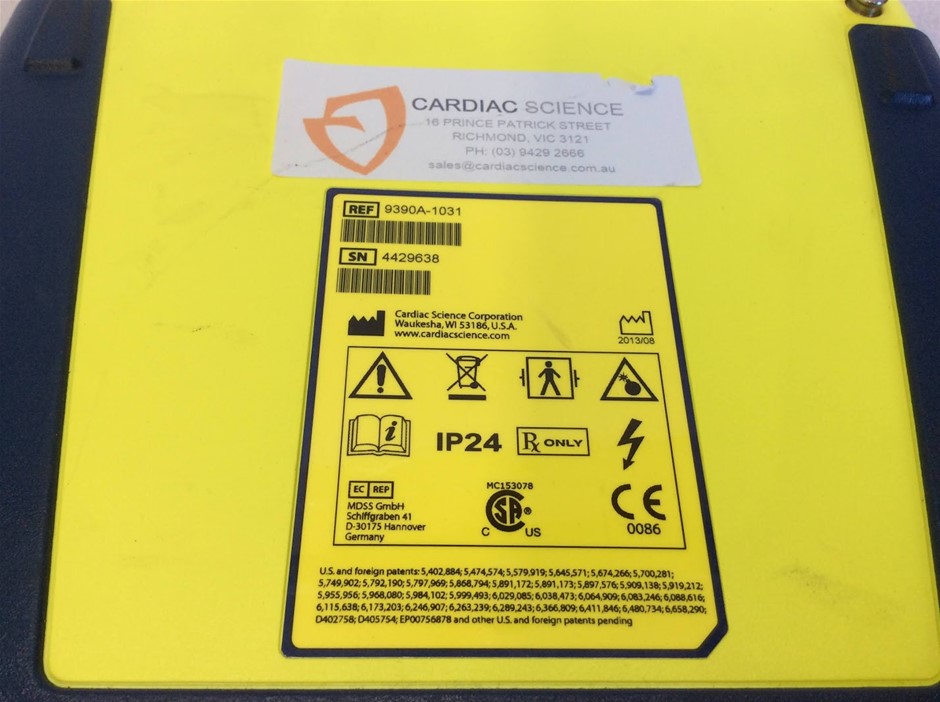 CARDIAC SCIENCE
16 PRINCE PATRICK STREET
RICHMOND, VIC 3121
PH: (03) 9429 2666
sales@cardiacscience.com.au
REF 9390A-1031
SN 4429638
Cardiac Science Corporation
Waukesha, WI 53186, U.S.A.
www.cardiacscience.com
2013/08
i IP24 Rx ONLY
EC REP
MDSS GmbH
Schiffgraben 41
D-30175 Hannover
Germany
MC153078
CSA®
C US
CE
0086
U.S. and foreign patents: 5,402,884; 5,474,574; 5,579,919; 5,645,571; 5,674,266; 5,700,281;
5,749,902; 5,792,190; 5,797,969; 5,868,794; 5,891,172; 5,891,173; 5,897,576; 5,909,138; 5,919,212;
5,955,956; 5,968,080; 5,984,102; 5,999,493; 6,029,085; 6,038,473; 6,064,909; 6,083,246; 6,088,616;
6,115,638; 6,173,203; 6,246,907; 6,263,239; 6,289,243; 6,366,809; 6,411,846; 6,480,734; 6,658,290;
D402758; D405754; EP00756878 and other U.S. and foreign patents pending